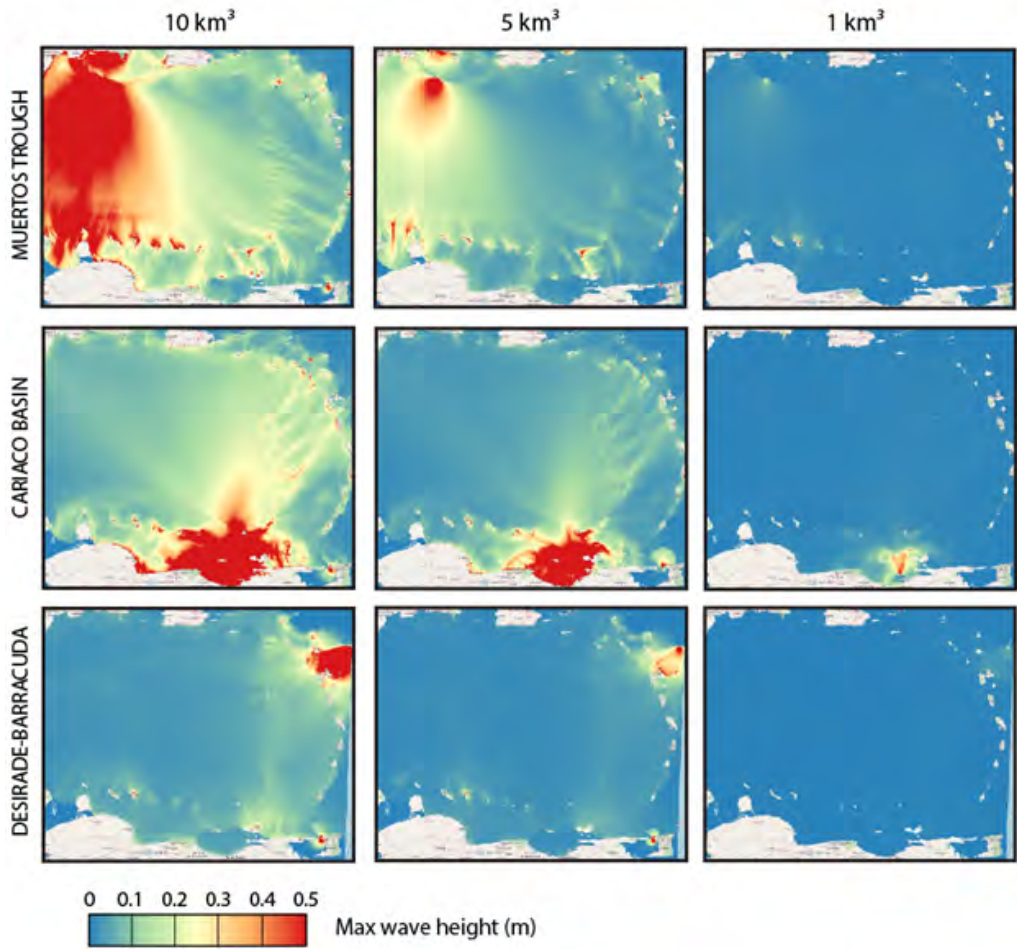 10 km³ 5 km³ 1 km³
MUERTOS TROUGH
CARIACO BASIN
DESIRADE-BARRACUDA
0 0.1 0.2 0.3 0.4 0.5
Max wave height (m)